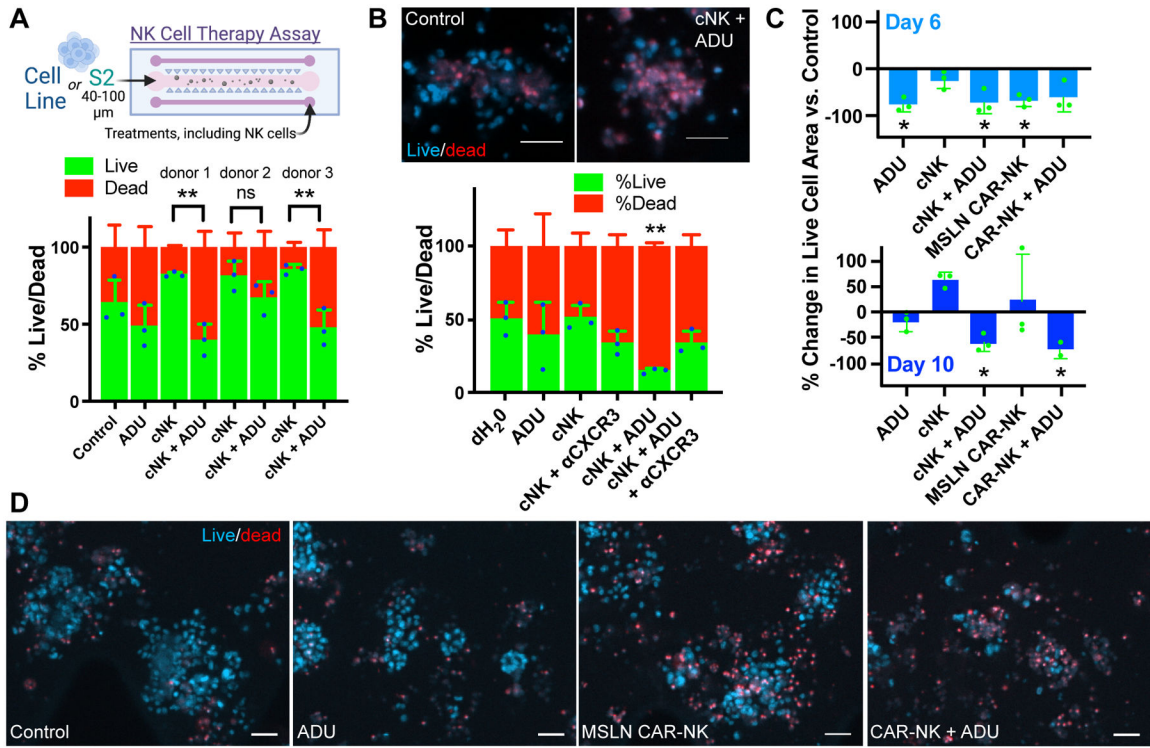 A
NK Cell Therapy Assay
Cell
Line
or
S2
40-100
μm
Treatments, including NK cells
Live
Dead
donor 1
donor 2
donor 3
**
ns
**
% Live/Dead
100
50
0
Control
ADU
cNK
cNK + ADU
cNK
cNK + ADU
cNK
cNK + ADU
B
Control
cNK +
ADU
Live/dead
%Live
%Dead
**
% Live/Dead
100
50
0
dH20
ADU
cNK
cNK + αCXCR3
cNK + ADU
cNK + ADU
+ αCXCR3
C
% Change in Live Cell Area vs. Control
100
0
-100
Day 6
*
*
*
ADU
cNK
cNK + ADU
MSLN CAR-NK
CAR-NK + ADU
100
50
0
-50
-100
Day 10
*
*
ADU
cNK
cNK + ADU
MSLN CAR-NK
CAR-NK + ADU
D
Live/dead
Control
ADU
MSLN CAR-NK
CAR-NK + ADU